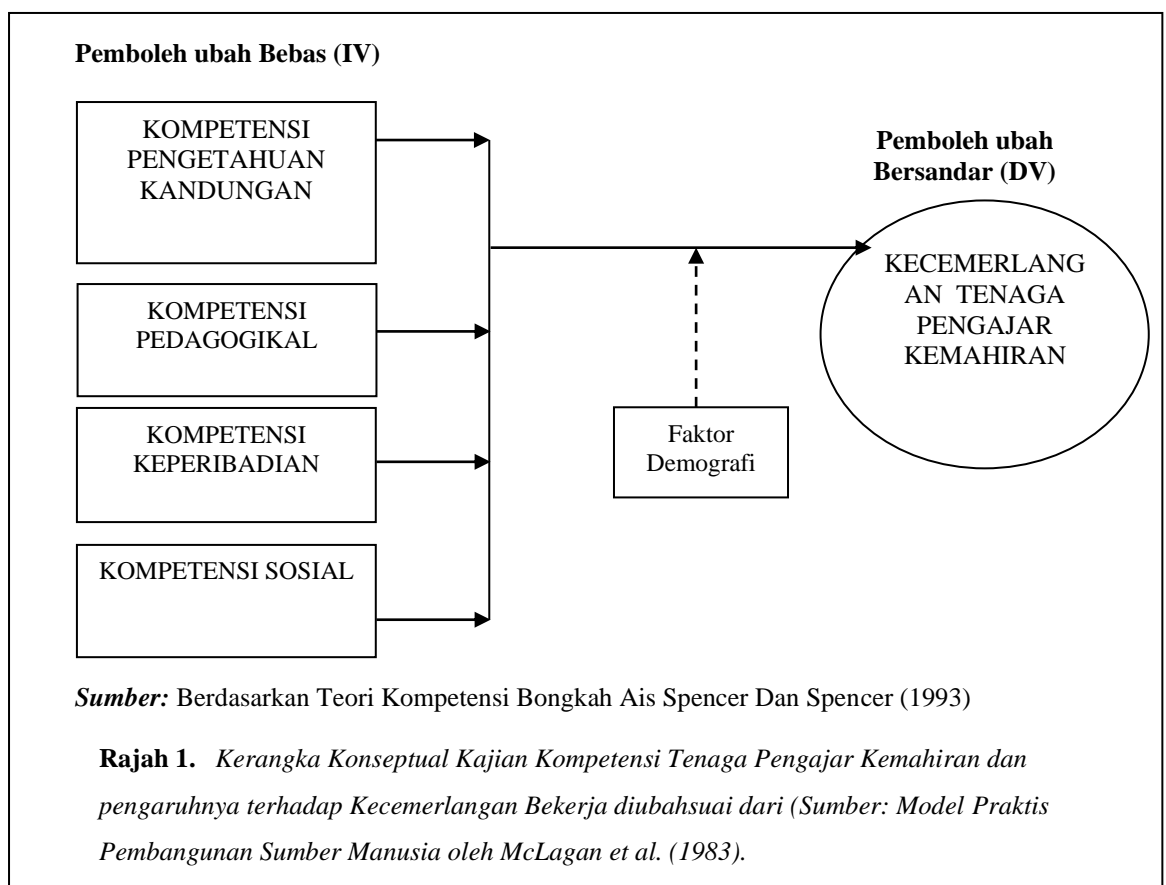 Pemboleh ubah Bebas (IV)
KOMPETENSI
PENGETAHUAN
KANDUNGAN
KOMPETENSI
PEDAGOGIKAL
KOMPETENSI
KEPERIBADIAN
KOMPETENSI SOSIAL
Faktor
Demografi
Pemboleh ubah
Bersandar (DV)
KECEMERLANG
AN TENAGA
PENGAJAR
KEMAHIRAN
Sumber: Berdasarkan Teori Kompetensi Bongkah Ais Spencer Dan Spencer (1993)
Rajah 1. Kerangka Konseptual Kajian Kompetensi Tenaga Pengajar Kemahiran dan
pengaruhnya terhadap Kecemerlangan Bekerja diubahsuai dari (Sumber: Model Praktis
Pembangunan Sumber Manusia oleh McLagan et al. (1983).